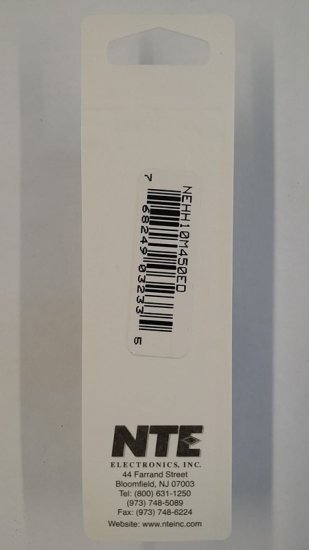 NEHH10M450ED
7 68249 03233 5
NTE
ELECTRONICS, INC.
44 Farrand Street
Bloomfield, NJ 07003
Tel: (800) 631-1250
(973) 748-5089
Fax: (973) 748-6224
Website: www.nteinc.com